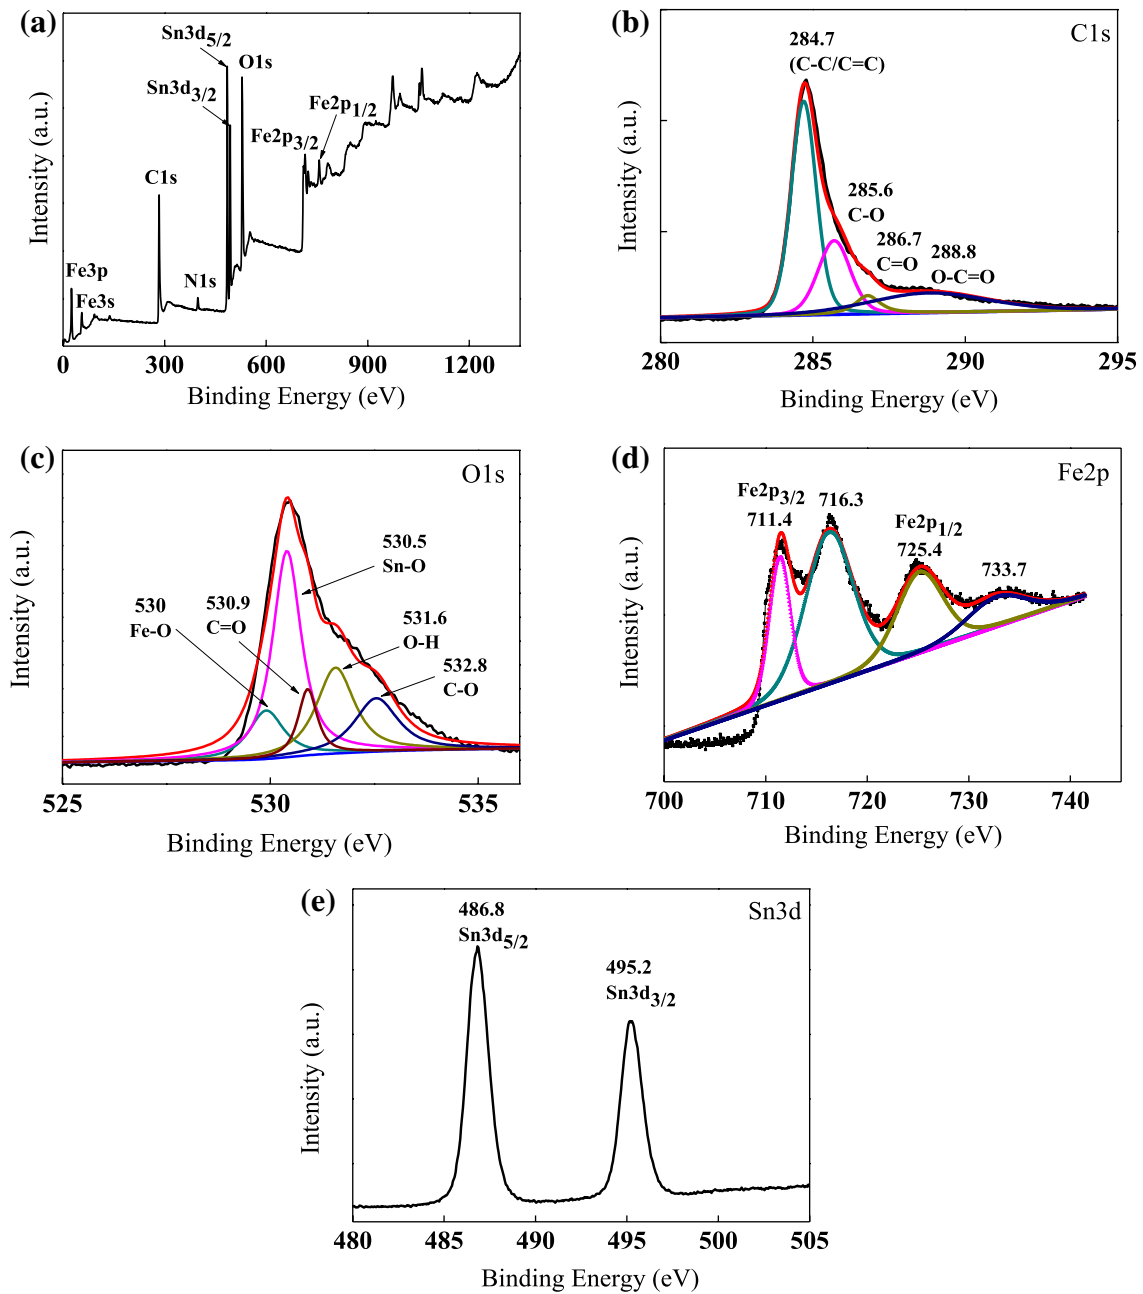 (a)
Sn3d5/2
O1s
Sn3d3/2
Fe2p1/2
Fe2p3/2
C1s
N1s
Fe3p
Fe3s
0 300 600 900 1200
Binding Energy (eV)
Intensity (a.u.)
(b)
C1s
284.7
(C-C/C=C)
285.6
C-O
286.7
C=O
288.8
O-C=O
280 285 290 295
Binding Energy (eV)
Intensity (a.u.)
(c)
O1s
530.5
Sn-O
530
Fe-O
530.9
C=O
531.6
O-H
532.8
C-O
525 530 535
Binding Energy (eV)
Intensity (a.u.)
(d)
Fe2p
Fe2p3/2
711.4
716.3
Fe2p1/2
725.4
733.7
700 710 720 730 740
Binding Energy (eV)
Intensity (a.u.)
(e)
Sn3d
486.8
Sn3d5/2
495.2
Sn3d3/2
480 485 490 495 500 505
Binding Energy (eV)
Intensity (a.u.)